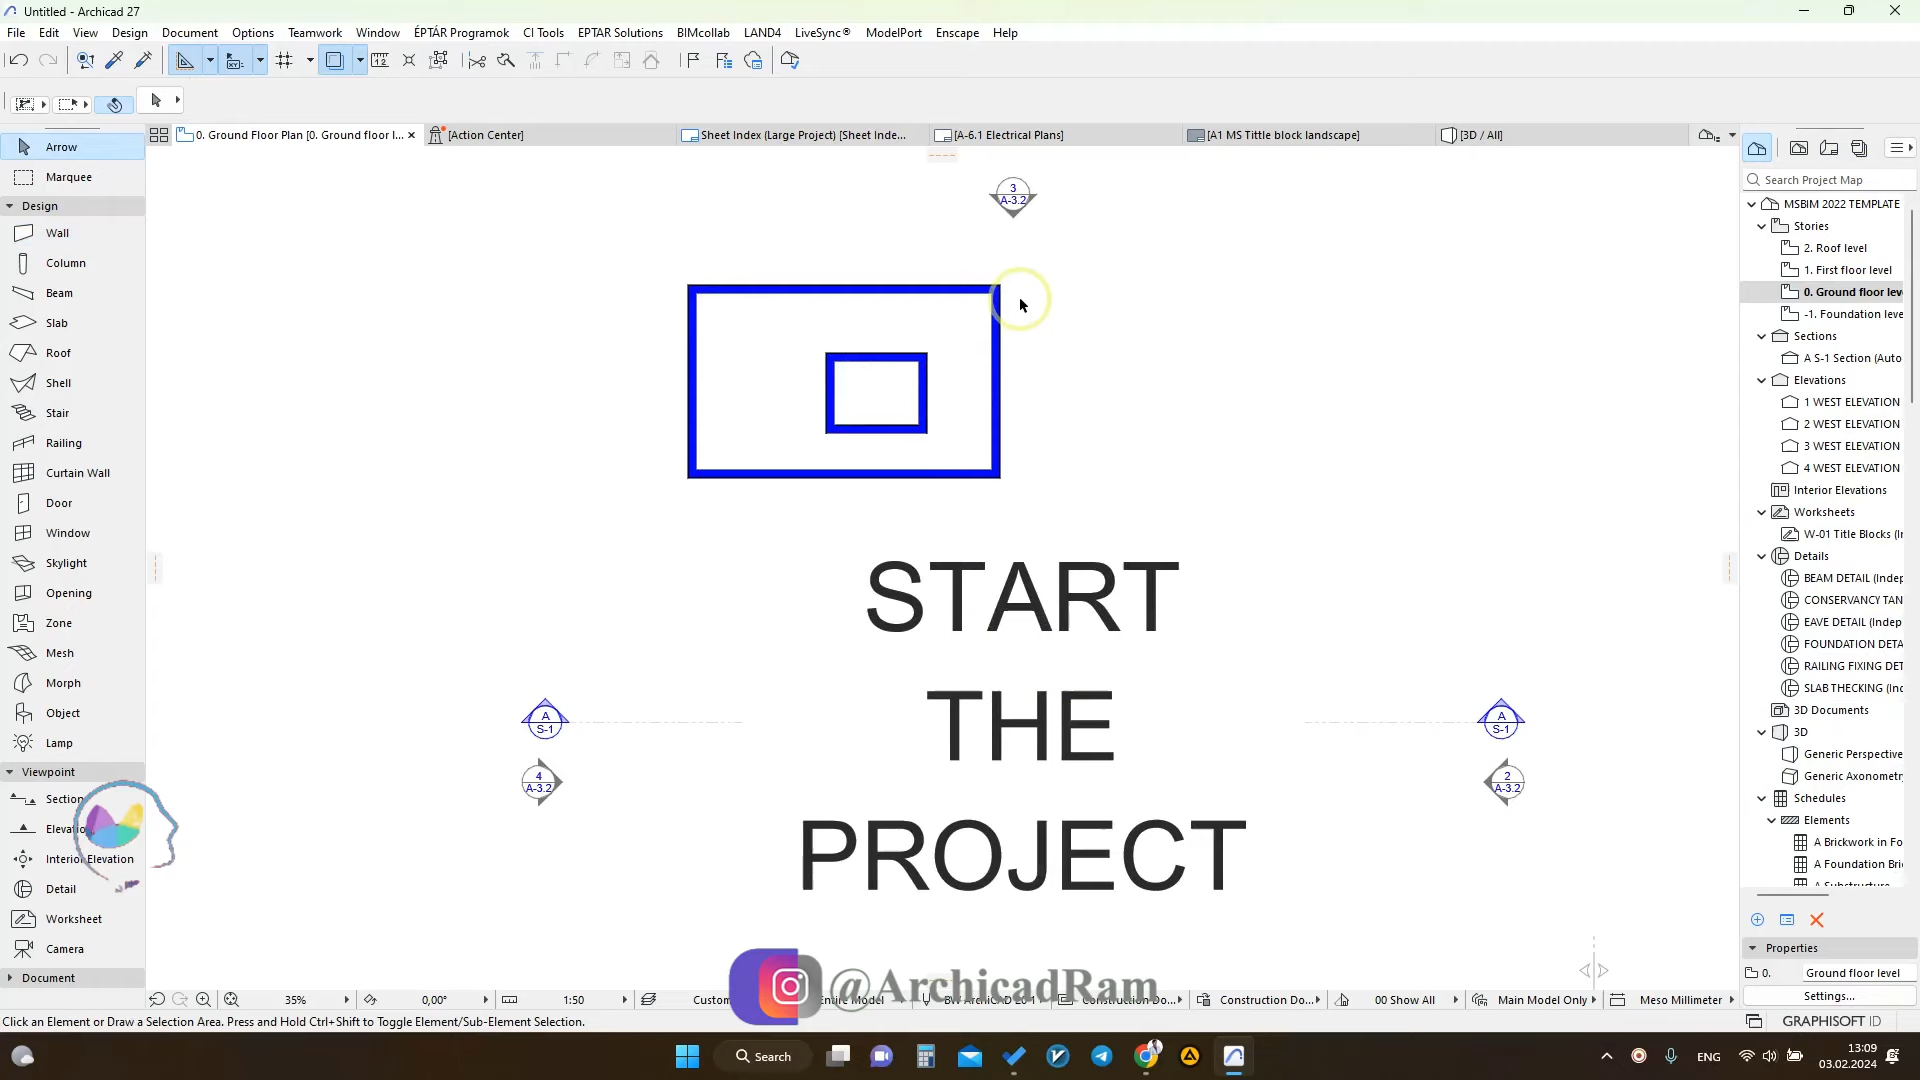 Untitled - Archicad 27
File Edit View Design Document Options Teamwork Window ÉPTÁR Programok CI Tools EPTAR Solutions BIMcollab LAND4 LiveSync® ModelPort Enscape Help
0. Ground Floor Plan [0. Ground floor l... [Action Center] Sheet Index (Large Project) [Sheet Inde... [A-6.1 Electrical Plans] [A1 MS Tittle block landscape] [3D / All]
Arrow
Marquee
Design
Wall
Column
Beam
Slab
Roof
Shell
Stair
Railing
Curtain Wall
Door
Window
Skylight
Opening
Zone
Mesh
Morph
Object
Lamp
Viewpoint
Section
Elevatio
Interior Elevation
Detail
Worksheet
Camera
Document
3
A-3.2
START
THE
PROJECT
A
S-1
4
A-3.2
A
S-1
2
A-3.2
Search Project Map
MSBIM 2022 TEMPLATE
Stories
2. Roof level
1. First floor level
0. Ground floor leve
-1. Foundation leve
Sections
A S-1 Section (Auto
Elevations
1 WEST ELEVATION
2 WEST ELEVATION
3 WEST ELEVATION
4 WEST ELEVATION
Interior Elevations
Worksheets
W-01 Title Blocks (I
Details
BEAM DETAIL (Indep
CONSERVANCY TAN
EAVE DETAIL (Indep
FOUNDATION DETA
RAILING FIXING DET
SLAB THECKING (Inc
3D Documents
3D
Generic Perspective
Generic Axonometr
Schedules
Elements
A Brickwork in Fo
A Foundation Bri
A Substructure
Properties
0. Ground floor level
Settings...
@ArchicadRam
35% 0,00° 1:50 Custom Entire Model Construction Do... Construction Do... 00 Show All Main Model Only Meso Millimeter
Click an Element or Draw a Selection Area. Press and Hold Ctrl+Shift to Toggle Element/Sub-Element Selection.
GRAPHISOFT ID
Search
ENG
13:09
03.02.2024